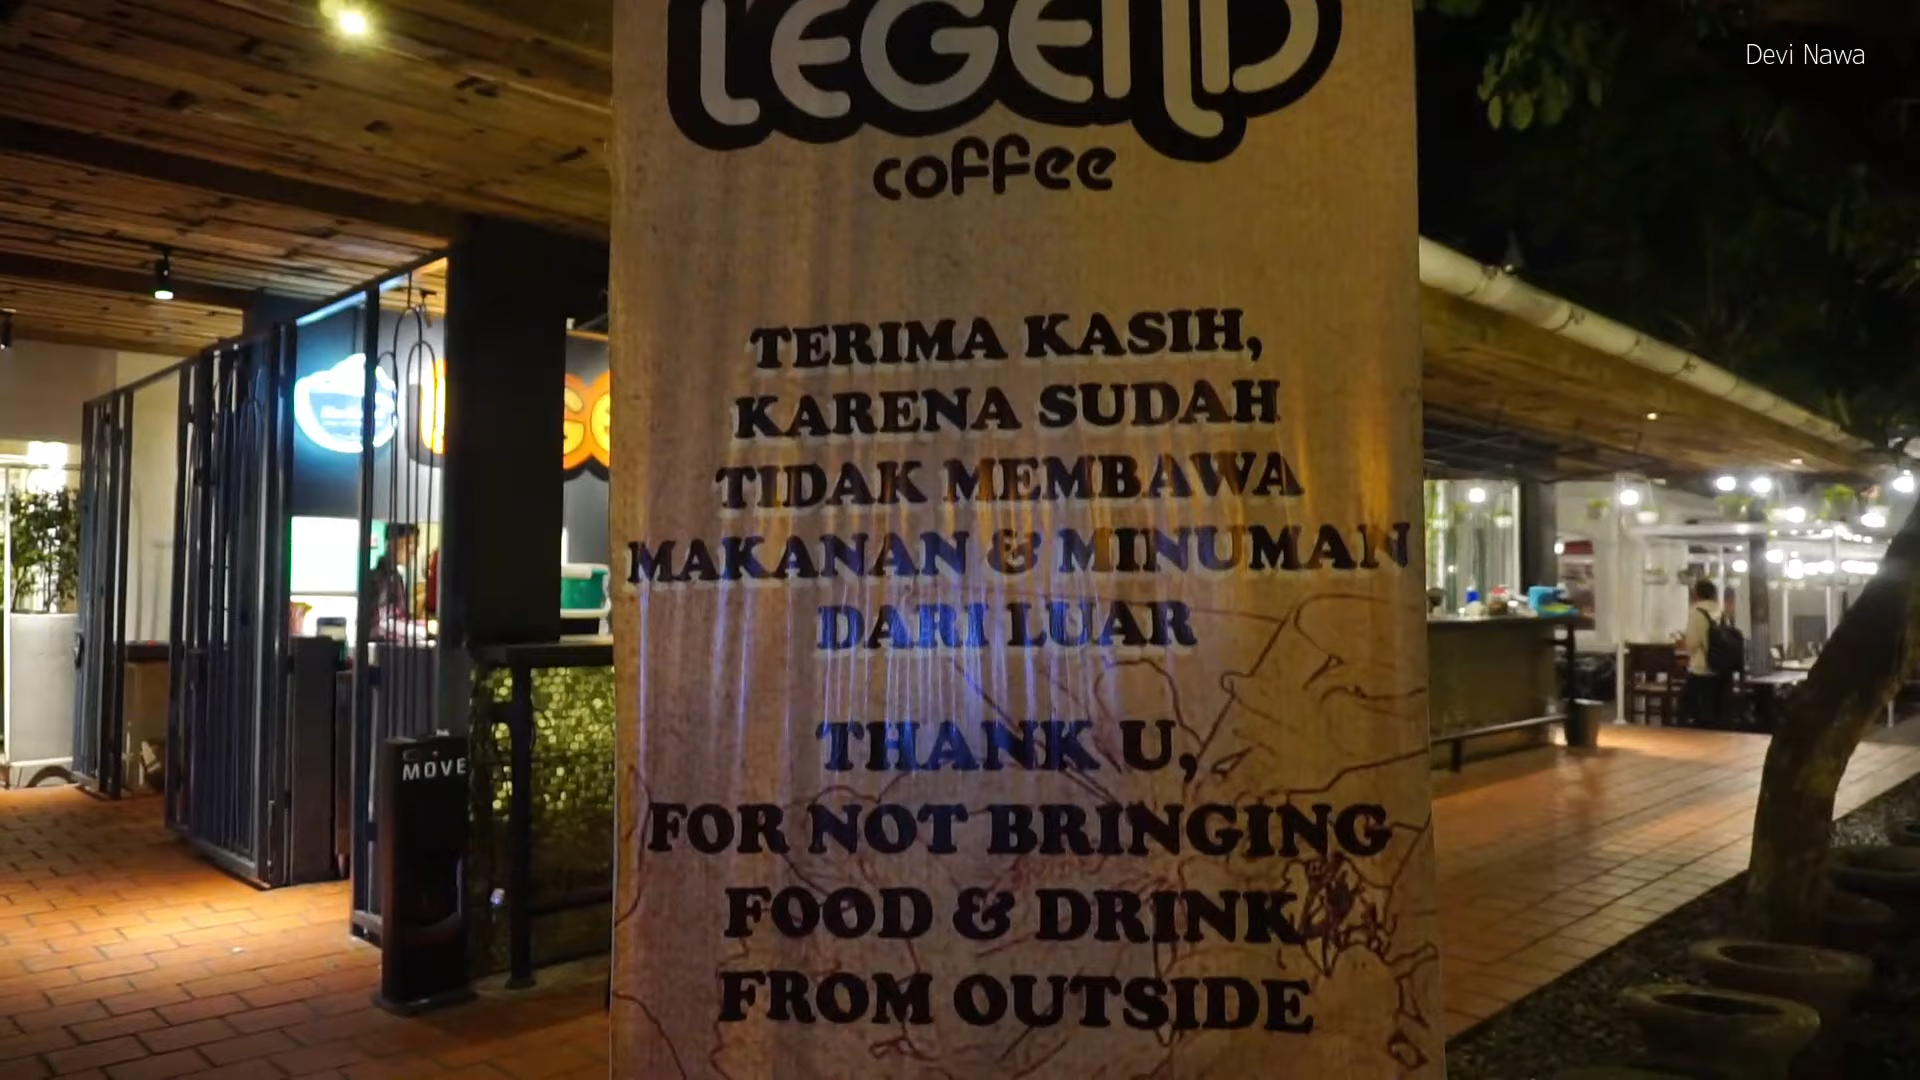 LEGEND
coffee
TERIMA KASIH,
KARENA SUDAH
TIDAK MEMBAWA
MAKANAN & MINUMAN
DARI LUAR
THANK U,
FOR NOT BRINGING
FOOD & DRINK
FROM OUTSIDE
MOVE
Devi Nawa